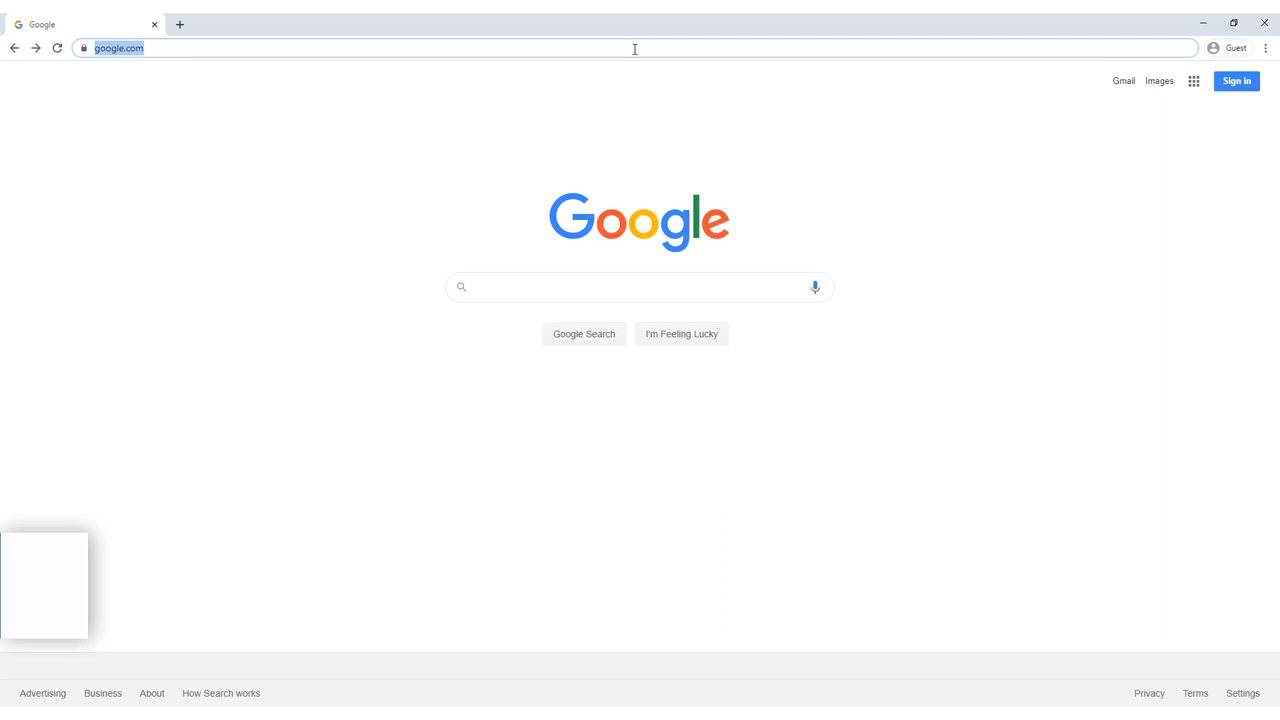 Google
google.com
Guest
Gmail Images Sign in
Google
Google Search I'm Feeling Lucky
Advertising Business About How Search works Privacy Terms Settings